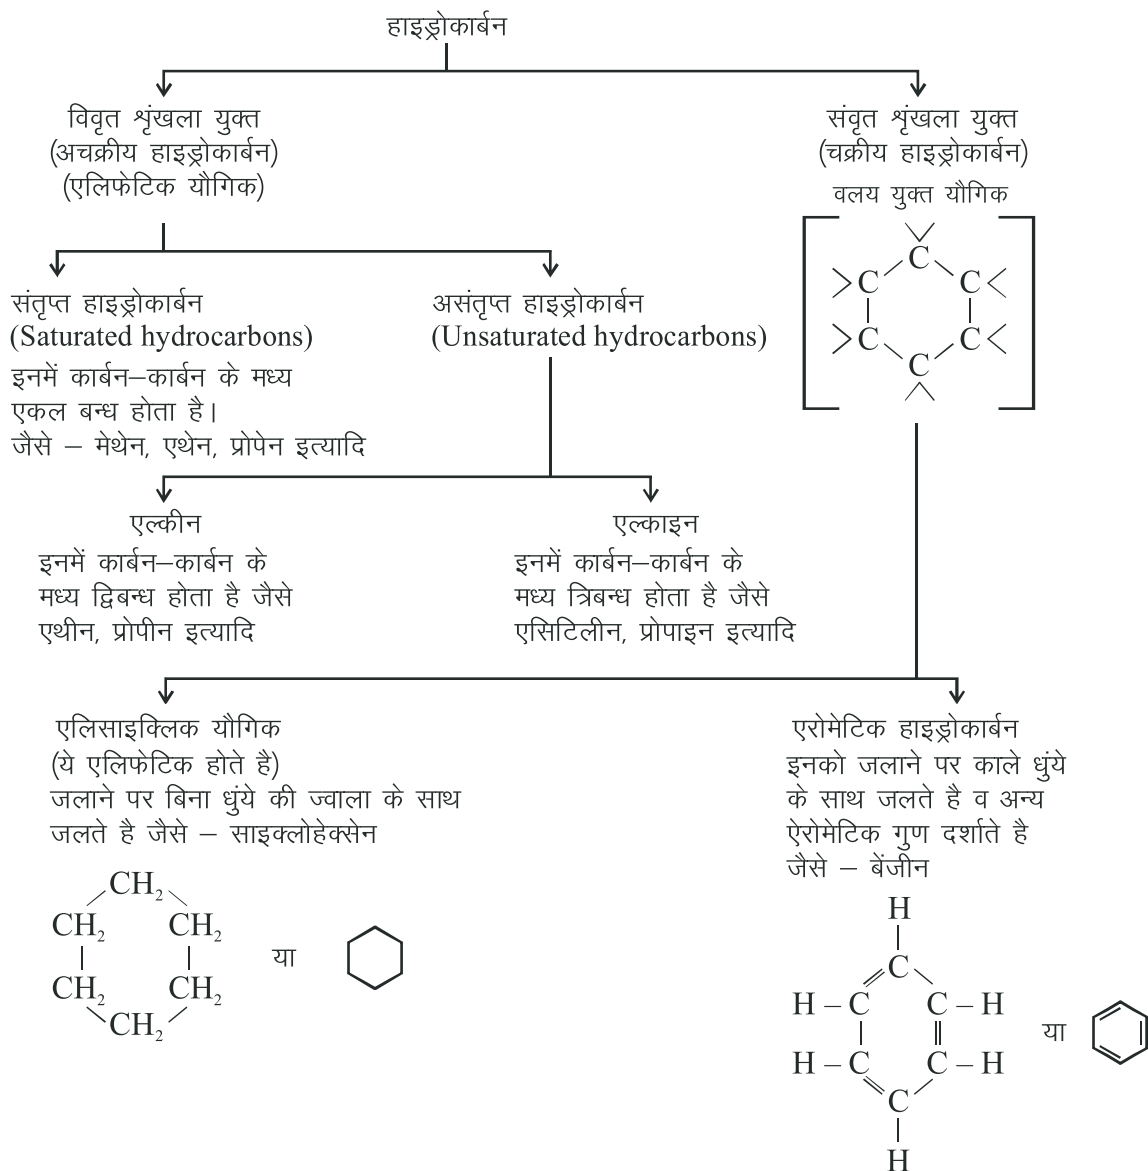 हाइड्रोकार्बन
विवृत शृंखला युक्त
(अचक्रीय हाइड्रोकार्बन)
(एलिफेटिक यौगिक)
संवृत शृंखला युक्त
(चक्रीय हाइड्रोकार्बन)
वलय युक्त यौगिक
C
C C
C C
C
संतृप्त हाइड्रोकार्बन
(Saturated hydrocarbons)
इनमें कार्बन–कार्बन के मध्य
एकल बन्ध होता है।
जैसे – मेथेन, एथेन, प्रोपेन इत्यादि
असंतृप्त हाइड्रोकार्बन
(Unsaturated hydrocarbons)
एल्कीन
इनमें कार्बन–कार्बन के
मध्य द्विबन्ध होता है जैसे
एथीन, प्रोपीन इत्यादि
एल्काइन
इनमें कार्बन–कार्बन के
मध्य त्रिबन्ध होता है जैसे
एसिटिलीन, प्रोपाइन इत्यादि
एलिसाइक्लिक यौगिक
(ये एलिफेटिक होते है)
जलाने पर बिना धुंये की ज्वाला के साथ
जलते है जैसे – साइक्लोहेक्सेन
CH₂
CH₂ CH₂
CH₂ CH₂
CH₂
या
एरोमेटिक हाइड्रोकार्बन
इनको जलाने पर काले धुंये
के साथ जलते है व अन्य
ऐरोमेटिक गुण दर्शाते है
जैसे – बेंजीन
H
C
H – C C – H
H – C C – H
C
H
या